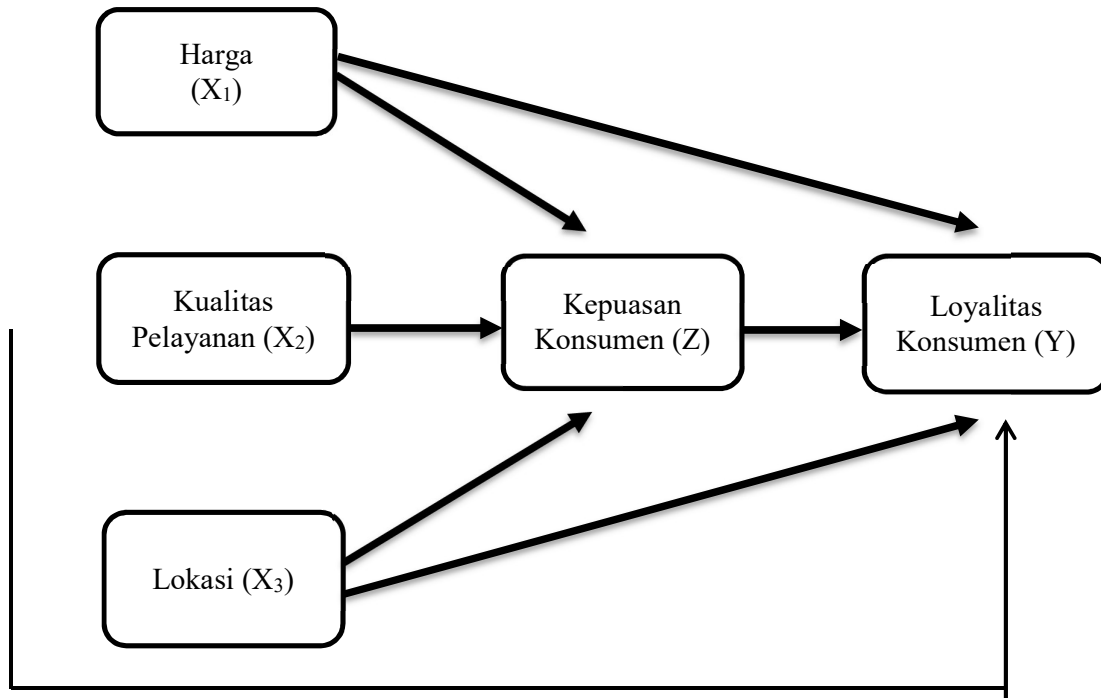 Harga
(X₁)
Kualitas
Pelayanan (X₂)
Kepuasan
Konsumen (Z)
Loyalitas
Konsumen (Y)
Lokasi (X₃)